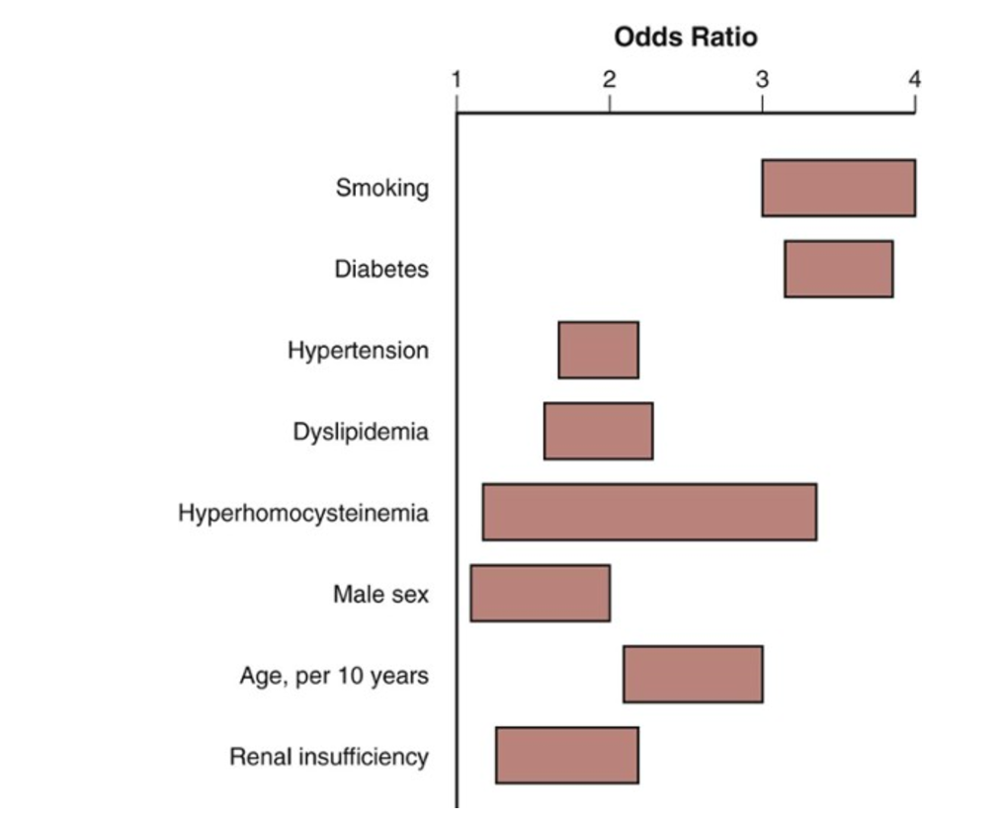 Odds Ratio
1 2 3 4
Smoking
Diabetes
Hypertension
Dyslipidemia
Hyperhomocysteinemia
Male sex
Age, per 10 years
Renal insufficiency